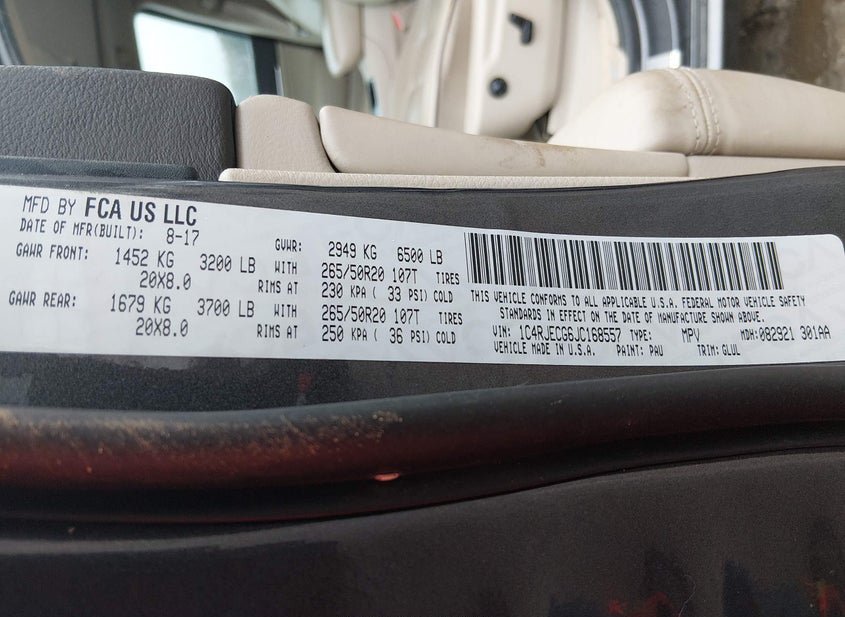 MFD BY FCA US LLC
DATE OF MFR(BUILT): 8-17
GVWR: 2949 KG 6500 LB
GAWR FRONT: 1452 KG 3200 LB WITH 265/50R20 107T TIRES
20X8.0 RIMS AT 230 KPA ( 33 PSI) COLD
GAWR REAR: 1679 KG 3700 LB WITH 265/50R20 107T TIRES
20X8.0 RIMS AT 250 KPA ( 36 PSI) COLD
THIS VEHICLE CONFORMS TO ALL APPLICABLE U.S.A. FEDERAL MOTOR VEHICLE SAFETY
STANDARDS IN EFFECT ON THE DATE OF MANUFACTURE SHOWN ABOVE.
VIN: 1C4RJECG6JC168557 TYPE: MPV MDH:082921 301AA
VEHICLE MADE IN U.S.A. PAINT: PAU TRIM: GLUL